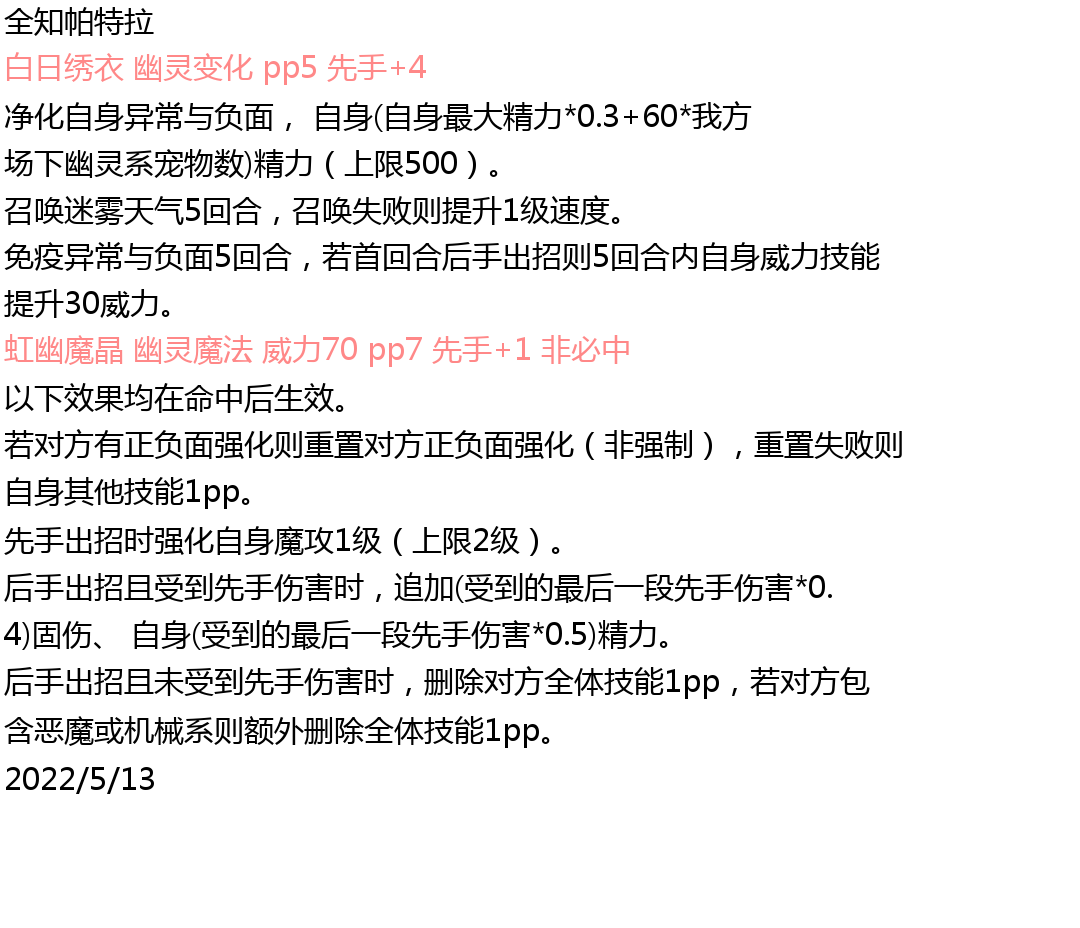 全知帕特拉
白日绣衣 幽灵变化 pp5 先手+4
净化自身异常与负面， 自身(自身最大精力*0.3+60*我方
场下幽灵系宠物数)精力（上限500）。
召唤迷雾天气5回合，召唤失败则提升1级速度。
免疫异常与负面5回合，若首回合后手出招则5回合内自身威力技能
提升30威力。
虹幽魔晶 幽灵魔法 威力70 pp7 先手+1 非必中
以下效果均在命中后生效。
若对方有正负面强化则重置对方正负面强化（非强制），重置失败则
自身其他技能1pp。
先手出招时强化自身魔攻1级（上限2级）。
后手出招且受到先手伤害时，追加(受到的最后一段先手伤害*0.
4)固伤、 自身(受到的最后一段先手伤害*0.5)精力。
后手出招且未受到先手伤害时，删除对方全体技能1pp，若对方包
含恶魔或机械系则额外删除全体技能1pp。
2022/5/13